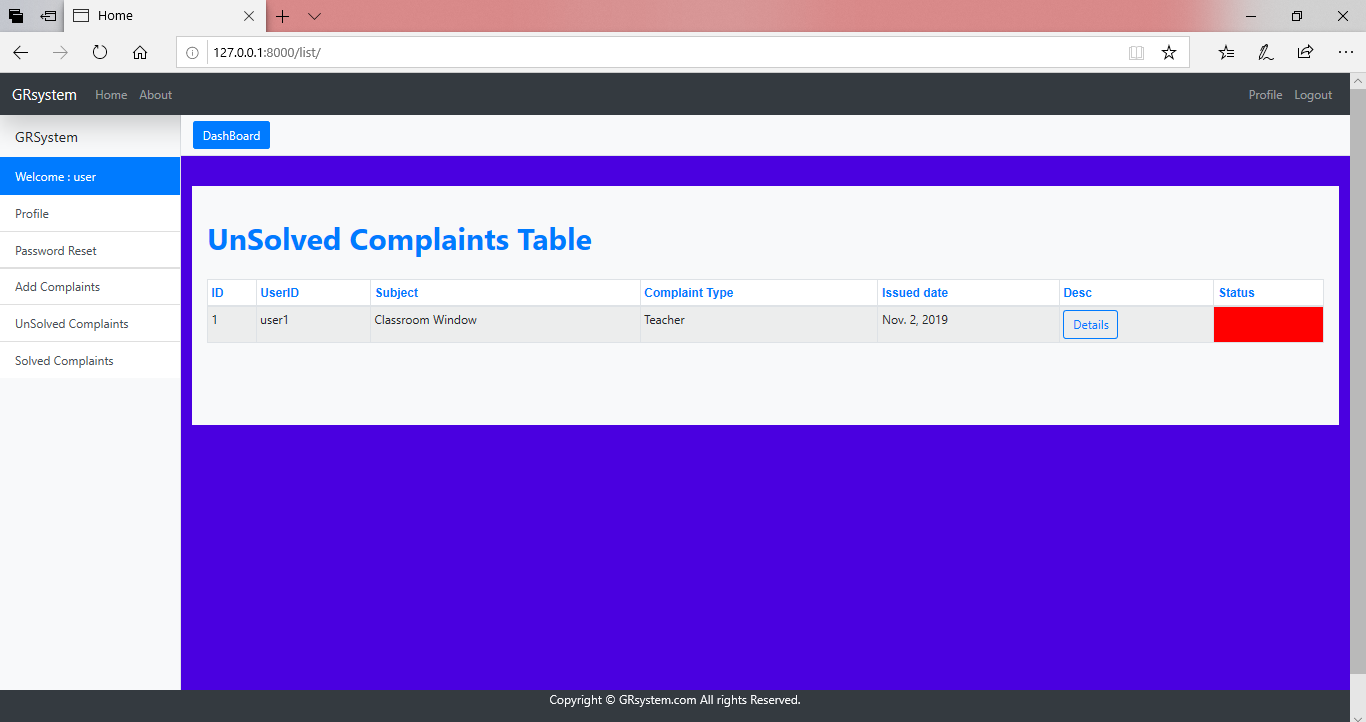 Home
127.0.0.1:8000/list/
GRsystem Home About Profile Logout
GRSystem
DashBoard
Welcome : user
Profile
Password Reset
Add Complaints
UnSolved Complaints
Solved Complaints
UnSolved Complaints Table
ID UserID Subject Complaint Type Issued date Desc Status
1 user1 Classroom Window Teacher Nov. 2, 2019 Details
Copyright © GRsystem.com All rights Reserved.